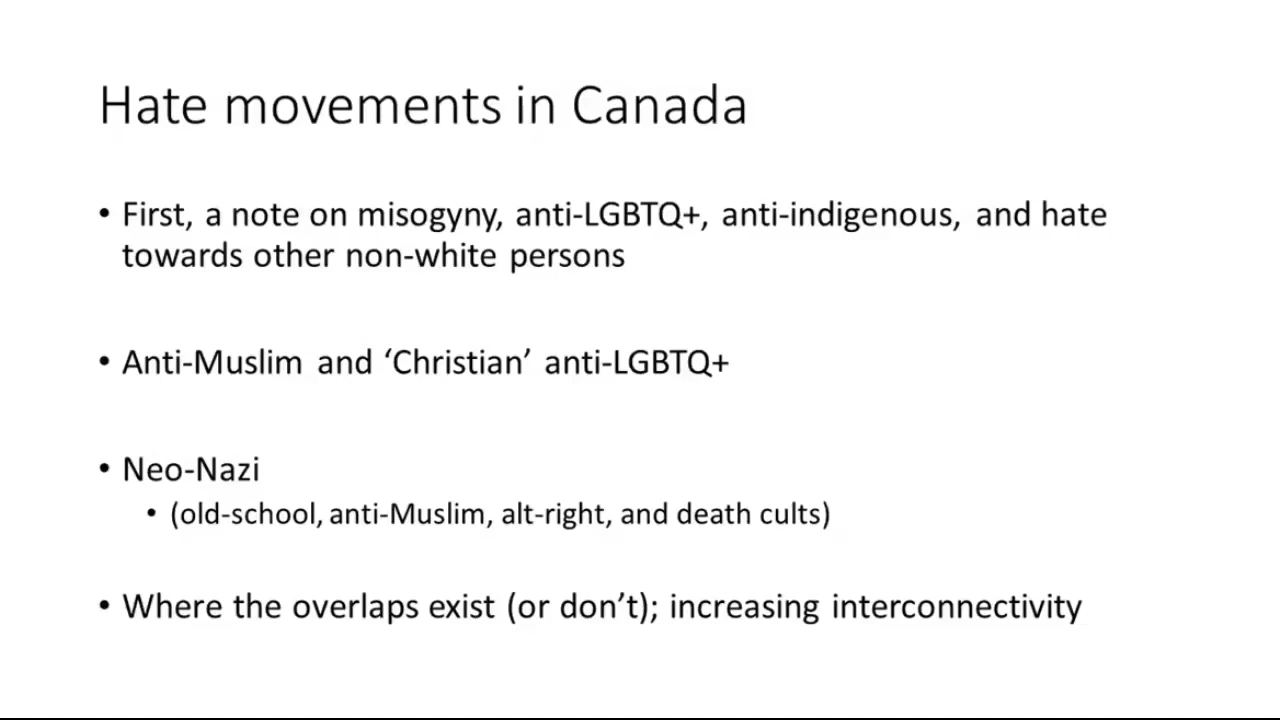 Hate movements in Canada
• First, a note on misogyny, anti-LGBTQ+, anti-indigenous, and hate
towards other non-white persons
• Anti-Muslim and ‘Christian’ anti-LGBTQ+
• Neo-Nazi
• (old-school, anti-Muslim, alt-right, and death cults)
• Where the overlaps exist (or don’t); increasing interconnectivity